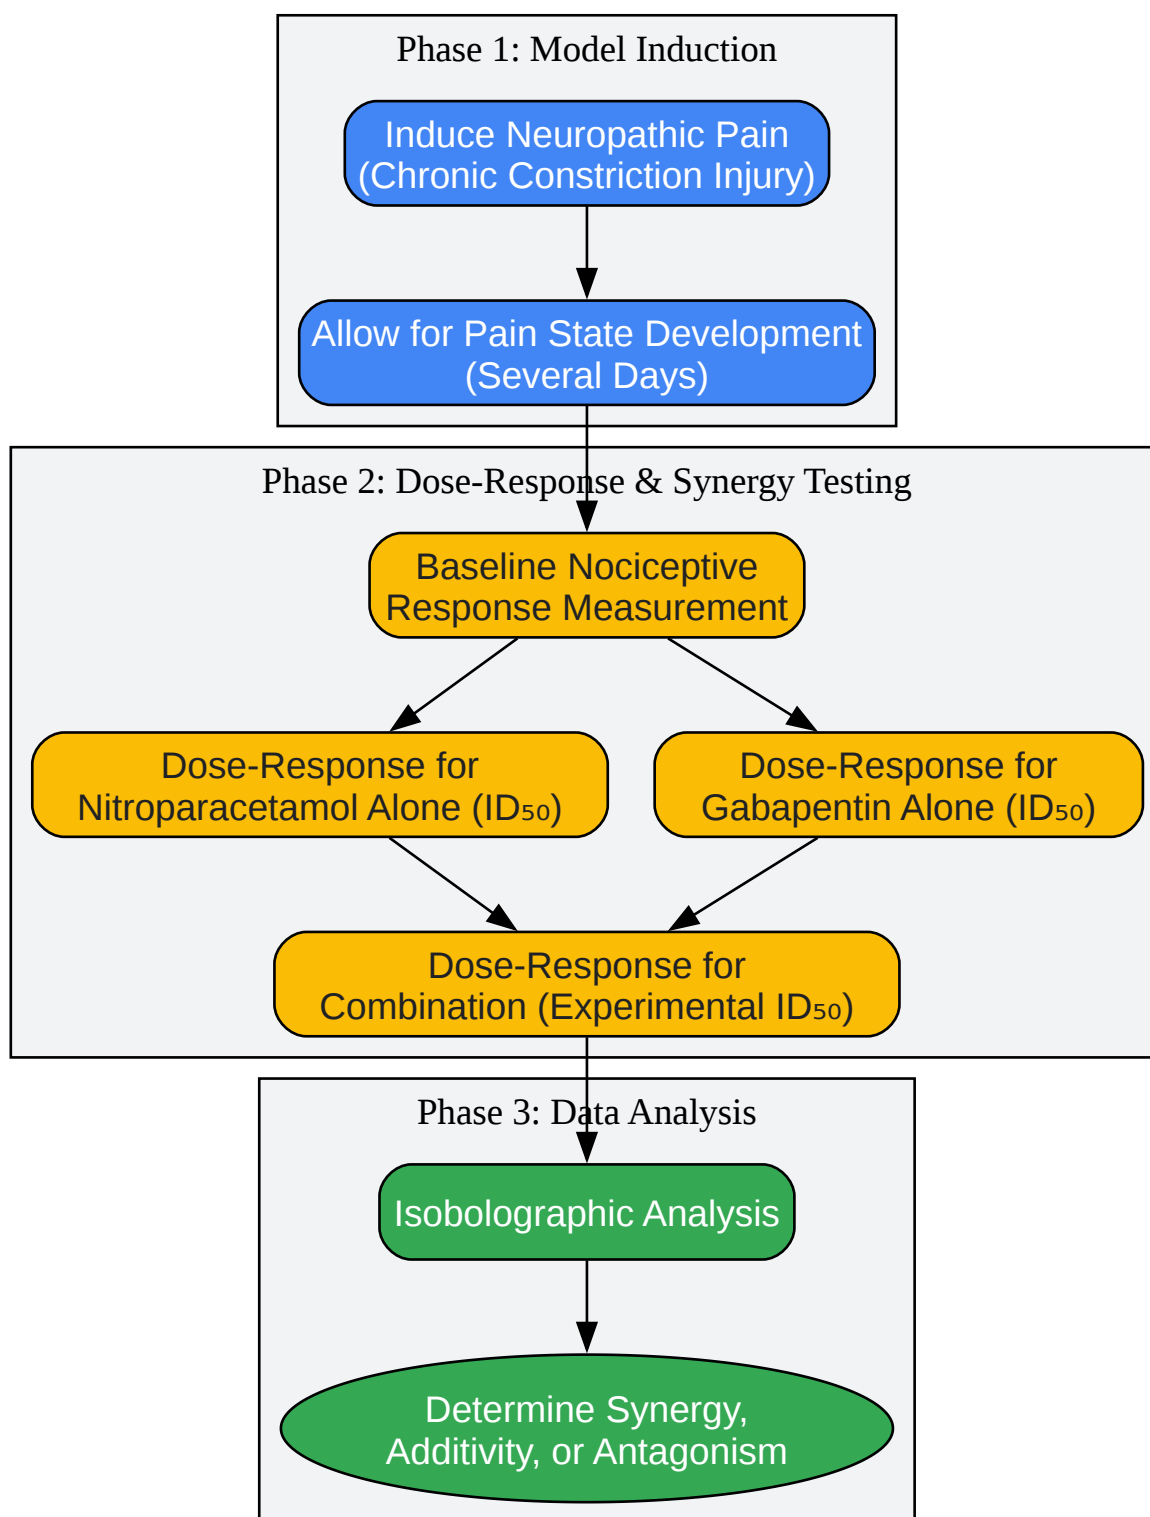 Phase 1: Model Induction
Induce Neuropathic Pain
(Chronic Constriction Injury)
Allow for Pain State Development
(Several Days)
Phase 2: Dose-Response & Synergy Testing
Baseline Nociceptive
Response Measurement
Dose-Response for
Nitroparacetamol Alone (ID₅₀)
Dose-Response for
Gabapentin Alone (ID₅₀)
Dose-Response for
Combination (Experimental ID₅₀)
Phase 3: Data Analysis
Isobolographic Analysis
Determine Synergy,
Additivity, or Antagonism